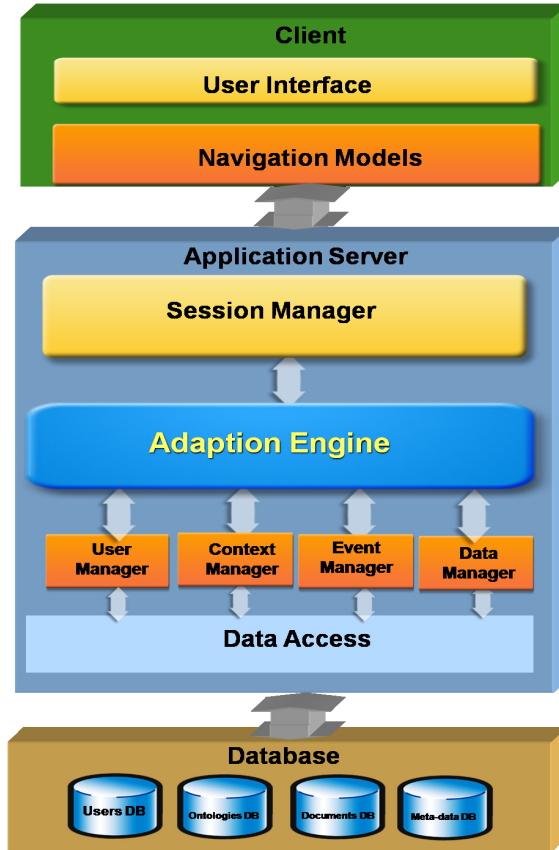 Client
User Interface
Navigation Models
Application Server
Session Manager
Adaption Engine
User
Manager
Context
Manager
Event
Manager
Data
Manager
Data Access
Database
Users DB
Ontologies DB
Documents DB
Meta-data DB